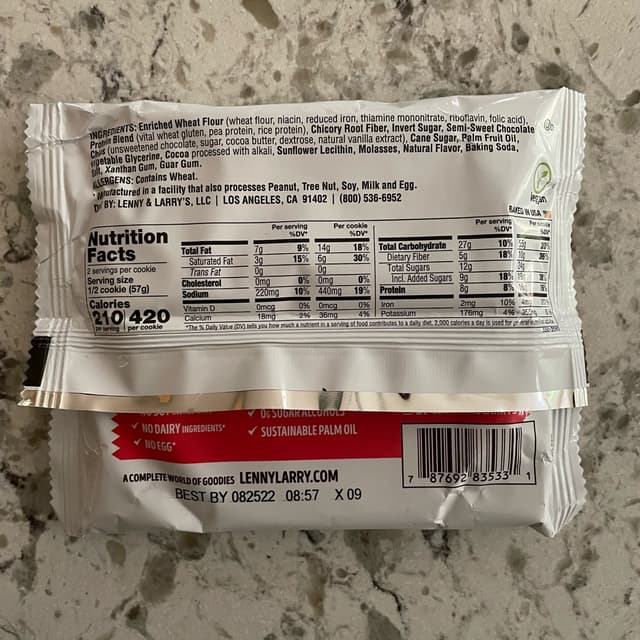 INGREDIENTS: Enriched Wheat Flour (wheat flour, niacin, reduced iron, thiamine mononitrate, riboflavin, folic acid),
Protein Blend (vital wheat gluten, pea protein, rice protein), Chicory Root Fiber, Invert Sugar, Semi-Sweet Chocolate
(unsweetened chocolate, sugar, cocoa butter, dextrose, natural vanilla extract), Cane Sugar, Palm Fruit Oil,
Vegetable Glycerine, Cocoa processed with alkali, Sunflower Lecithin, Molasses, Natural Flavor, Baking Soda,
Xanthan Gum, Guar Gum.
ALLERGENS: Contains Wheat.
Manufactured in a facility that also processes Peanut, Tree Nut, Soy, Milk and Egg.
BY: LENNY & LARRY'S, LLC | LOS ANGELES, CA 91402 | (800) 536-6952
BAKED IN USA
Nutrition
Facts
2 servings per cookie
Serving size
1/2 cookie (57g)
Calories
210 420
per serving per cookie
Per serving Per cookie
%DV* %DV*
Total Fat 7g 9% 14g 18%
Saturated Fat 3g 15% 6g 30%
Trans Fat 0g 0g
Cholesterol 0mg 0% 0mg 0%
Sodium 220mg 10% 440mg 19%
Vitamin D 0mcg 0% 0mcg 0%
Calcium 18mg 2% 36mg 4%
Per serving
%DV*
Total Carbohydrate 27g 10%
Dietary Fiber 5g 18%
Total Sugars 12g
Incl. Added Sugars 9g 18%
Protein 8g
Iron 2mg 10%
Potassium 176mg 4%
*The % Daily Value (DV) tells you how much a nutrient in a serving of food contributes to a daily diet. 2,000 calories a day is used for
✓ NO DAIRY INGREDIENTS*
✓ NO EGG*
✓ 0g SUGAR ALCOHOLS
✓ SUSTAINABLE PALM OIL
A COMPLETE WORLD OF GOODIES LENNYLARRY.COM
BEST BY 082522 08:57 X 09
7 87692 83533 1